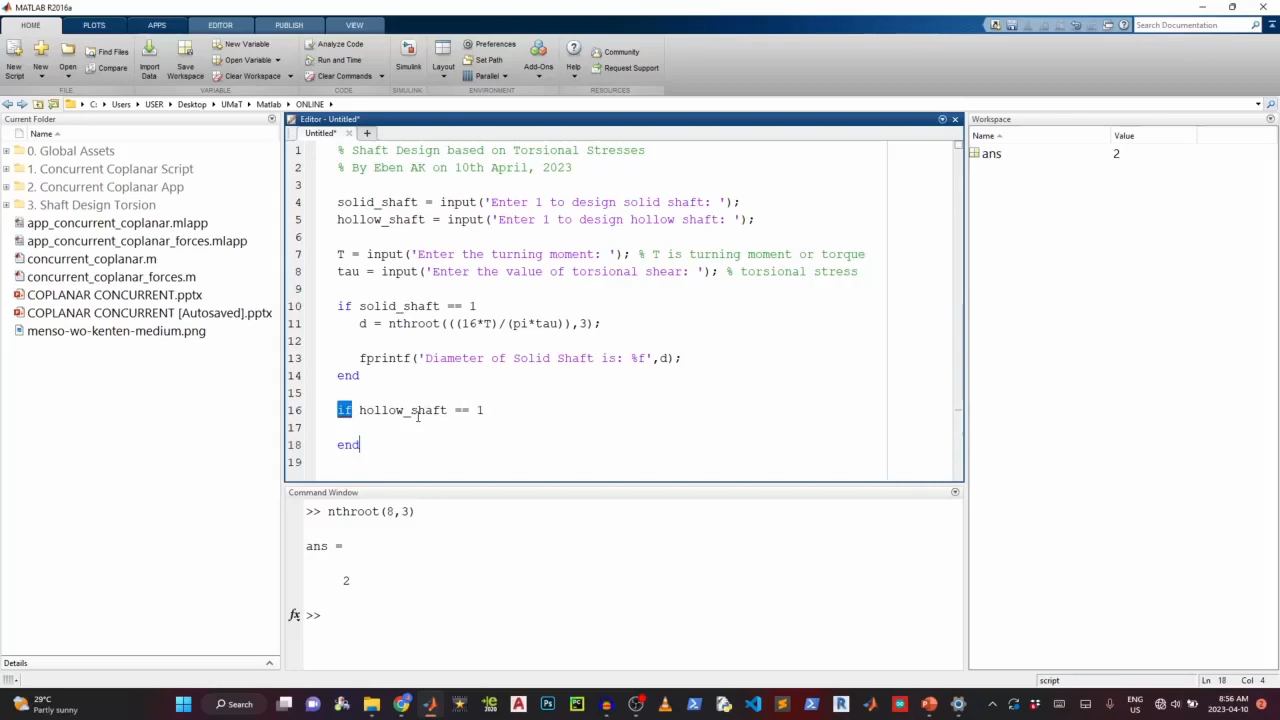 MATLAB R2016a
HOME PLOTS APPS EDITOR PUBLISH VIEW
Search Documentation
New Script
New
Open
Find Files
Compare
FILE
Import Data
Save Workspace
New Variable
Open Variable
Clear Workspace
VARIABLE
Analyze Code
Run and Time
Clear Commands
CODE
Simulink
SIMULINK
Layout
Preferences
Set Path
Parallel
ENVIRONMENT
Add-Ons
Help
Community
Request Support
RESOURCES
C: Users USER Desktop UMaT Matlab ONLINE
Current Folder
Name
0. Global Assets
1. Concurrent Coplanar Script
2. Concurrent Coplanar App
3. Shaft Design Torsion
app_concurrent_coplanar.mlapp
app_concurrent_coplanar_forces.mlapp
concurrent_coplanar.m
concurrent_coplanar_forces.m
COPLANAR CONCURRENT.pptx
COPLANAR CONCURRENT [Autosaved].pptx
menso-wo-kenten-medium.png
Details
Editor - Untitled*
Untitled*
1 % Shaft Design based on Torsional Stresses
2 % By Eben AK on 10th April, 2023
3
4 solid_shaft = input('Enter 1 to design solid shaft: ');
5 hollow_shaft = input('Enter 1 to design hollow shaft: ');
6
7 T = input('Enter the turning moment: '); % T is turning moment or torque
8 tau = input('Enter the value of torsional shear: '); % torsional stress
9
10 if solid_shaft == 1
11 d = nthroot(((16*T)/(pi*tau)),3);
12
13 fprintf('Diameter of Solid Shaft is: %f',d);
14 end
15
16 if hollow_shaft == 1
17
18 end
19
Command Window
>> nthroot(8,3)
ans =
2
fx >>
Workspace
Name Value
ans 2
script Ln 18 Col 4
29°C
Partly sunny
Search
ENG
US
8:56 AM
2023-04-10